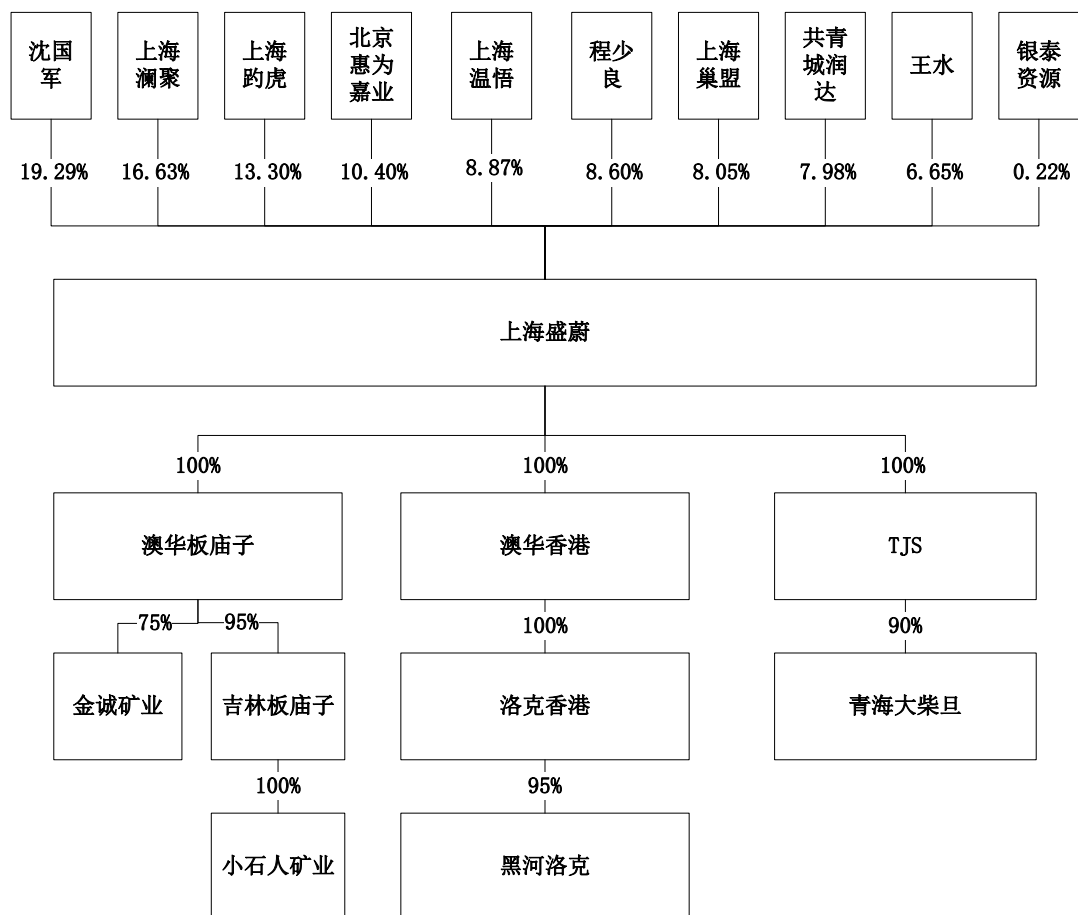 沈国
军
上海
澜聚
上海
趵虎
北京
惠为
嘉业
上海
温悟
程少
良
上海
巢盟
共青
城润
达
王水
银泰
资源
19.29%
16.63%
13.30%
10.40%
8.87%
8.60%
8.05%
7.98%
6.65%
0.22%
上海盛蔚
100%
100%
100%
澳华板庙子
澳华香港
TJS
75%
95%
100%
90%
金诚矿业
吉林板庙子
洛克香港
青海大柴旦
100%
95%
小石人矿业
黑河洛克